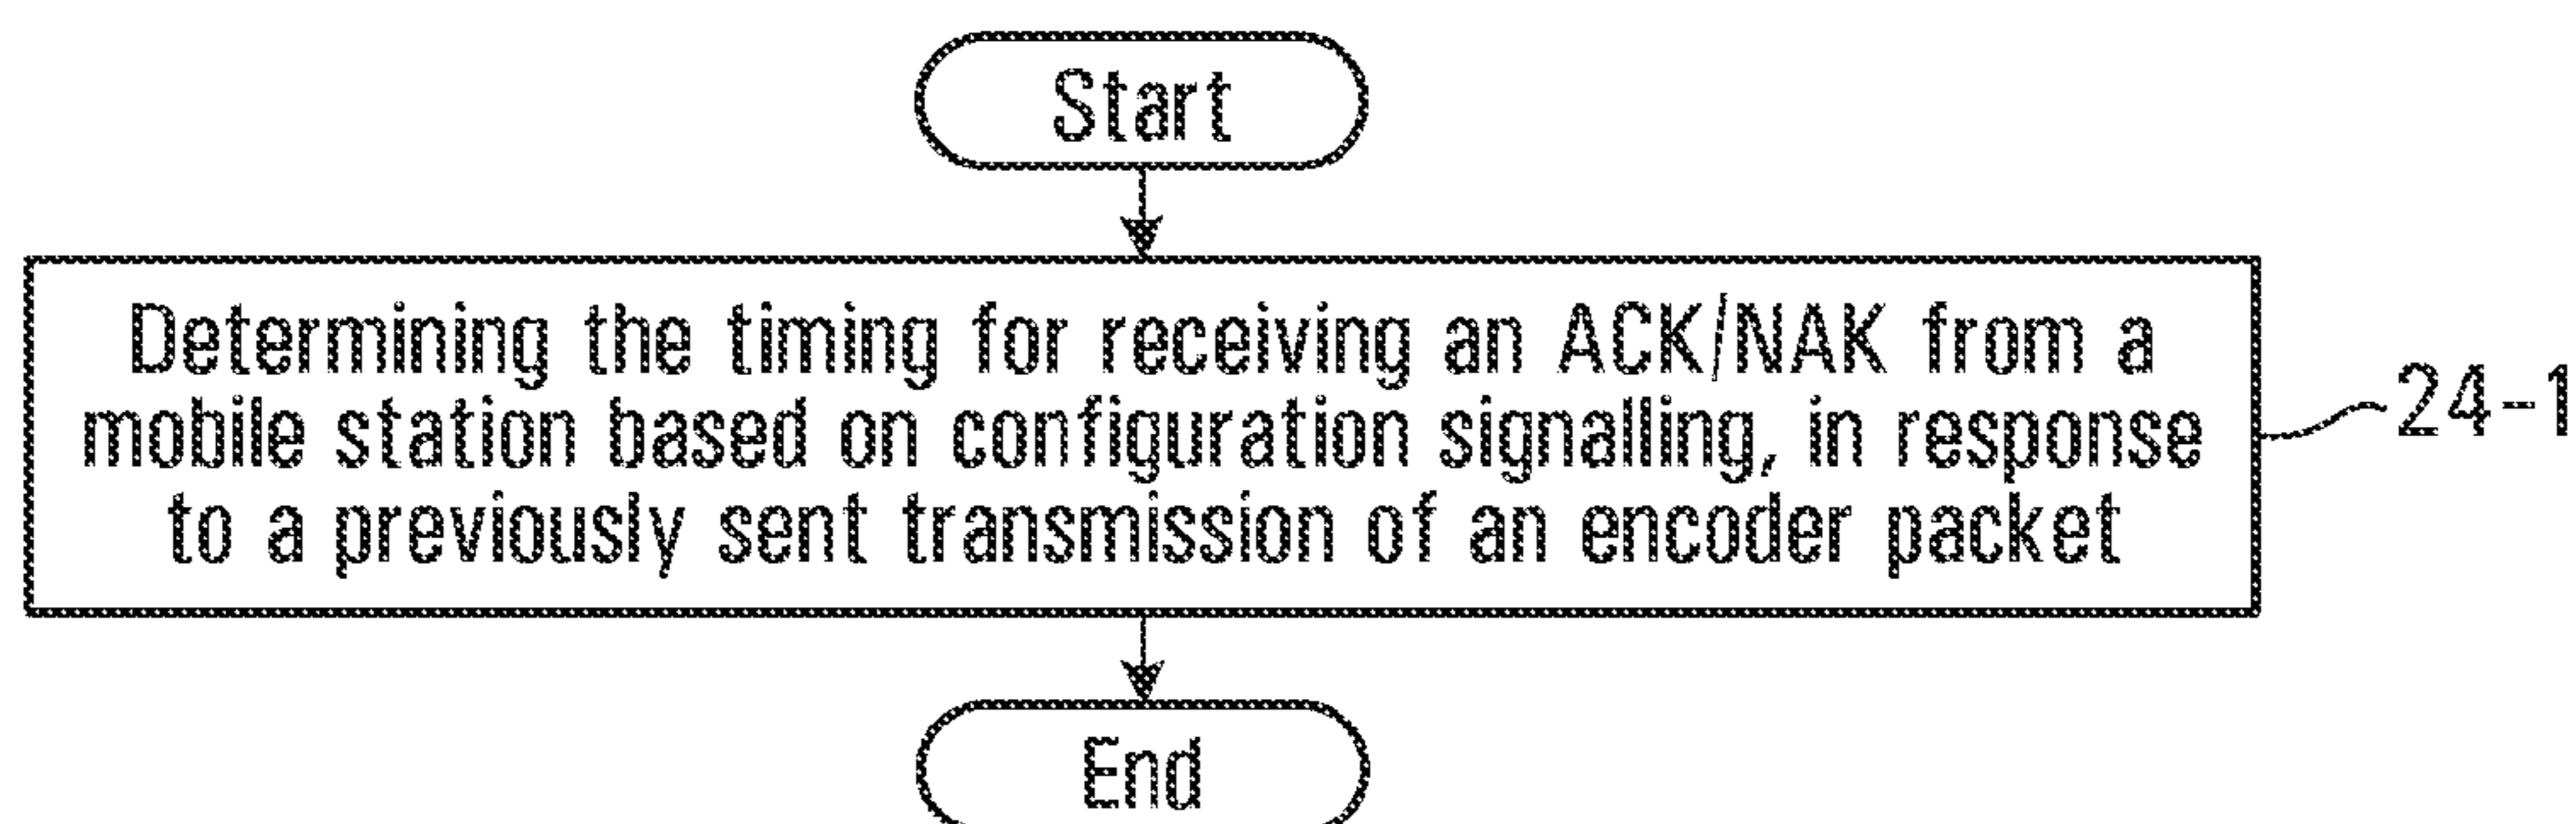 Start
Determining the timing for receiving an ACK/NAK from a
mobile station based on configuration signalling, in response
to a previously sent transmission of an encoder packet
24-1
End